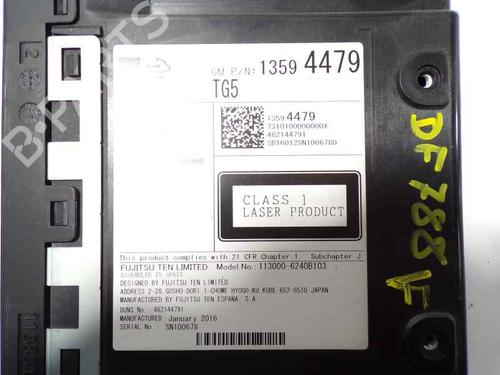 GM P/N: 1359 4479
TG5
1359 4479
7310100000000X
462144791
SB16012SN100678D
CLASS 1
LASER PRODUCT
This product complies with 21 CFR Chapter 1 Subchapter J
FUJITSU TEN LIMITED Model No: 113000-6240B103
ASSEMBLED IN SPAIN
DESIGNED BY FUJITSU TEN LIMITED
ADDRESS 2-28, GOSHO-DORI 1-CHOME HYOGO-KU, KOBE 652-8510 JAPAN
MANUFACTURED BY FUJITSU TEN ESPANA. S.A.
DUNS NO: 462144791
MANUFACTURED: January 2016
SERIAL No: SN100678
DF788
B-PARTS